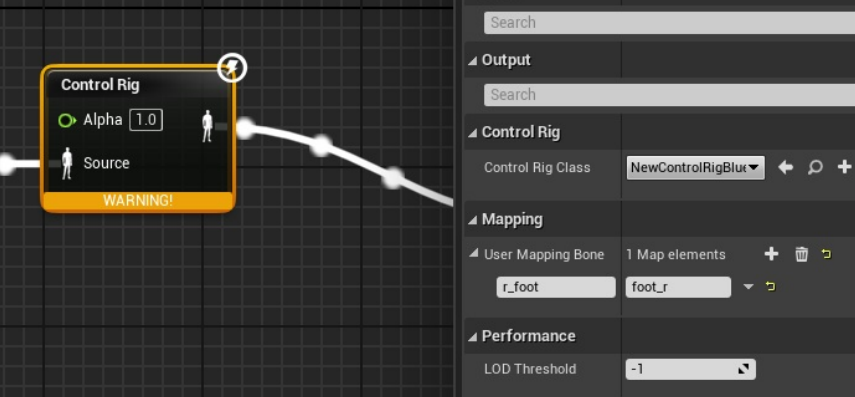 Control Rig
Alpha 1.0
Source
WARNING!
Search
Output
Search
Control Rig
Control Rig Class NewControlRigBlue
Mapping
User Mapping Bone 1 Map elements
r_foot foot_r
Performance
LOD Threshold -1